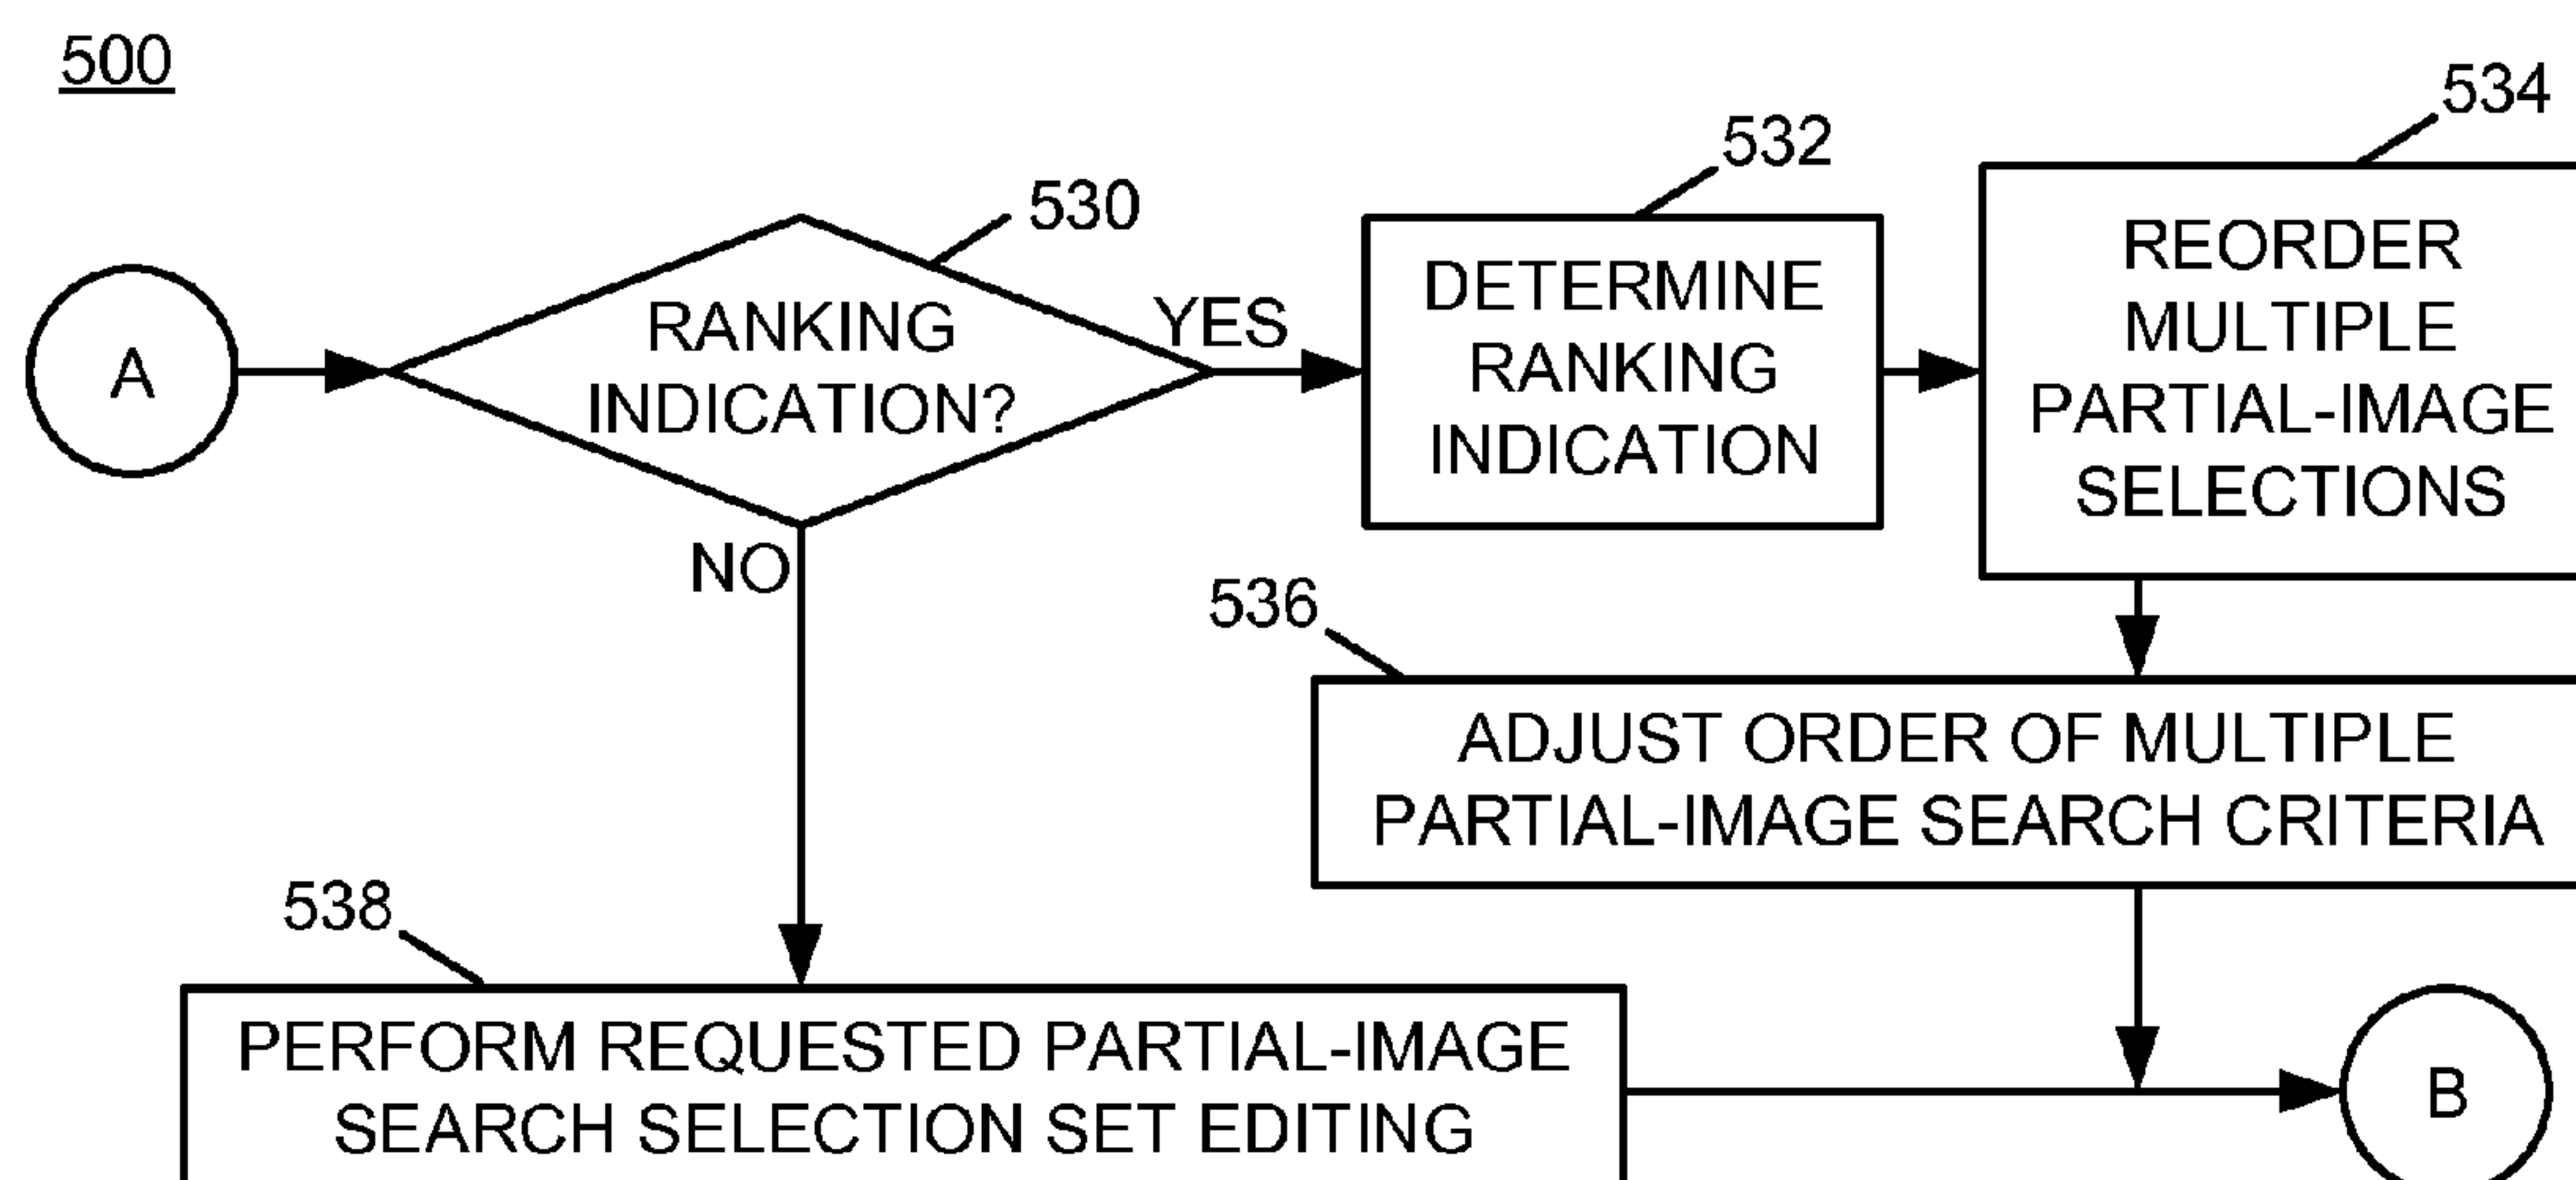 500
A
530
RANKING
INDICATION?
YES
NO
532
DETERMINE
RANKING
INDICATION
534
REORDER
MULTIPLE
PARTIAL-IMAGE
SELECTIONS
536
ADJUST ORDER OF MULTIPLE
PARTIAL-IMAGE SEARCH CRITERIA
538
PERFORM REQUESTED PARTIAL-IMAGE
SEARCH SELECTION SET EDITING
B